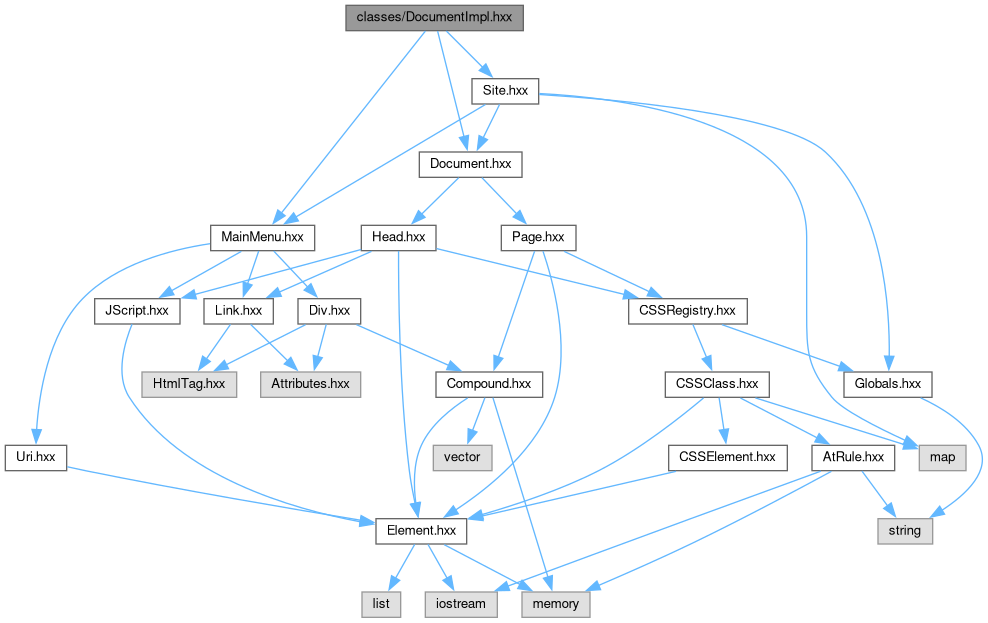 classes/DocumentImpl.hxx
Site.hxx
Document.hxx
MainMenu.hxx
Head.hxx
Page.hxx
JScript.hxx
Link.hxx
Div.hxx
CSSRegistry.hxx
HtmlTag.hxx
Attributes.hxx
Compound.hxx
CSSClass.hxx
Globals.hxx
Uri.hxx
vector
CSSElement.hxx
AtRule.hxx
map
Element.hxx
string
list
iostream
memory